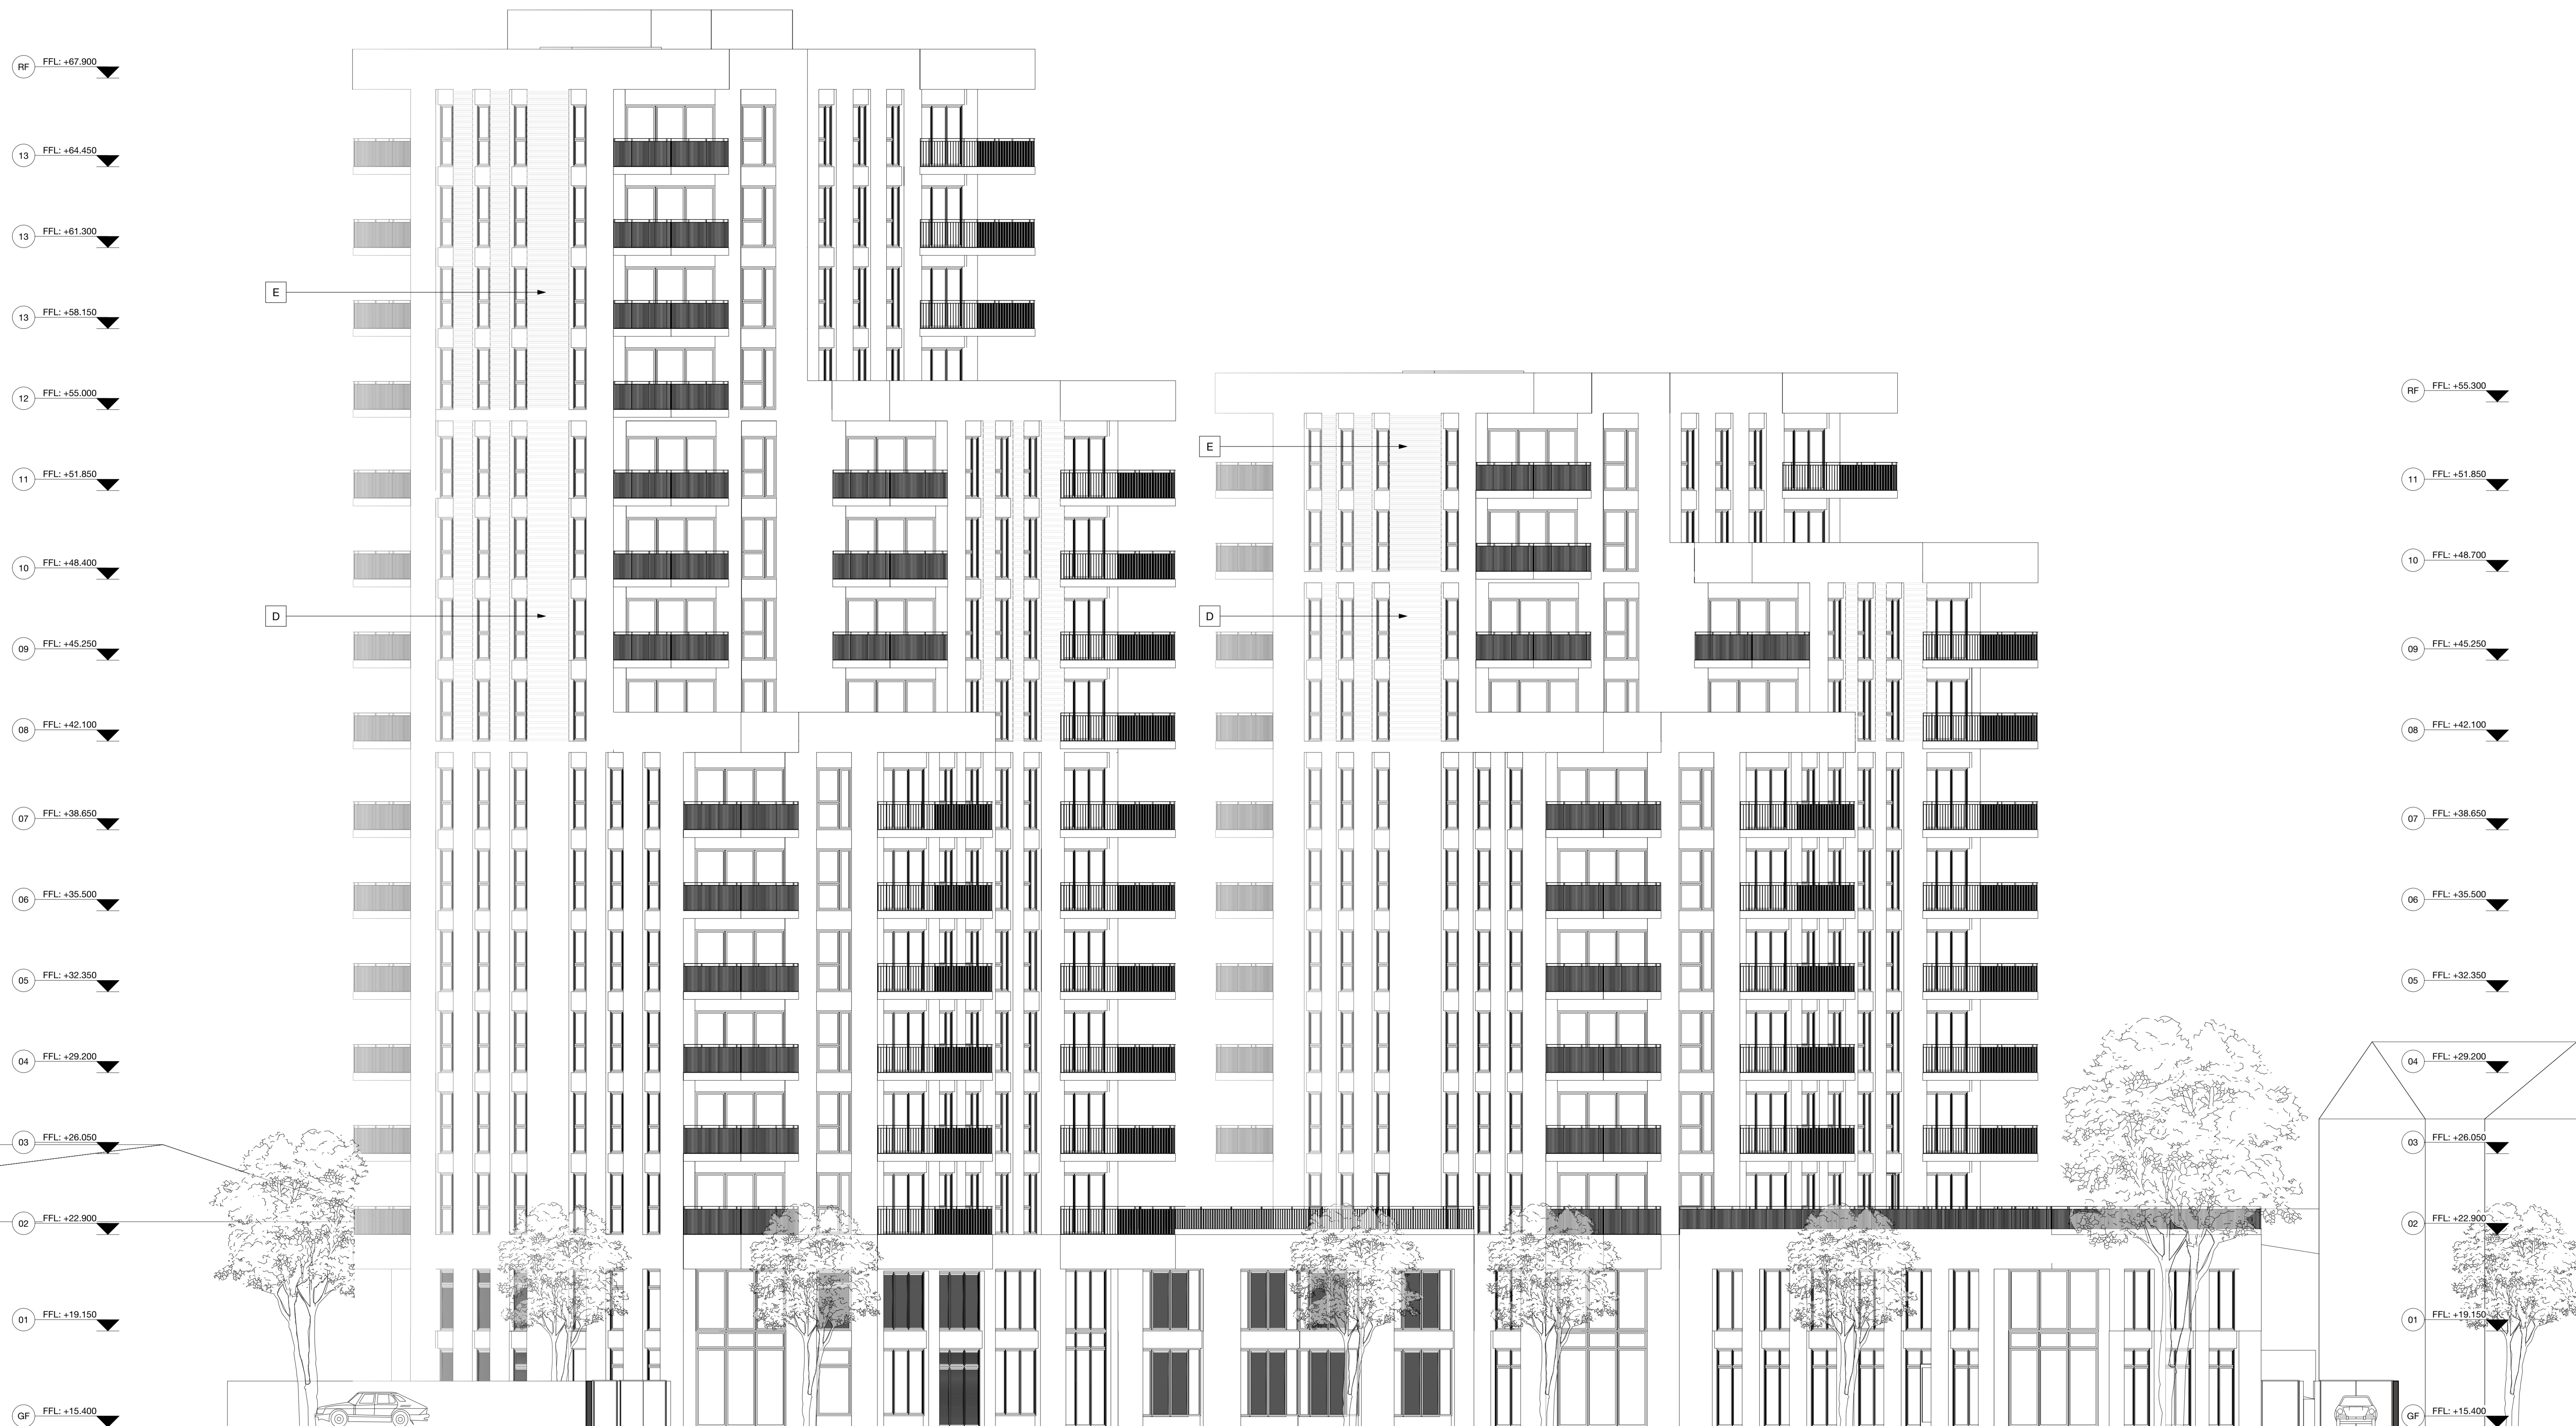 RF FFL: +67.900
13 FFL: +64.450
13 FFL: +61.300
E
13 FFL: +58.150
12 FFL: +55.000
RF FFL: +55.300
E
11 FFL: +51.850
11 FFL: +51.850
10 FFL: +48.400
10 FFL: +48.700
D
D
09 FFL: +45.250
09 FFL: +45.250
08 FFL: +42.100
08 FFL: +42.100
07 FFL: +38.650
07 FFL: +38.650
06 FFL: +35.500
06 FFL: +35.500
05 FFL: +32.350
05 FFL: +32.350
04 FFL: +29.200
04 FFL: +29.200
03 FFL: +26.050
03 FFL: +26.050
02 FFL: +22.900
02 FFL: +22.900
01 FFL: +19.150
01 FFL: +19.150
GF FFL: +15.400
GF FFL: +15.400